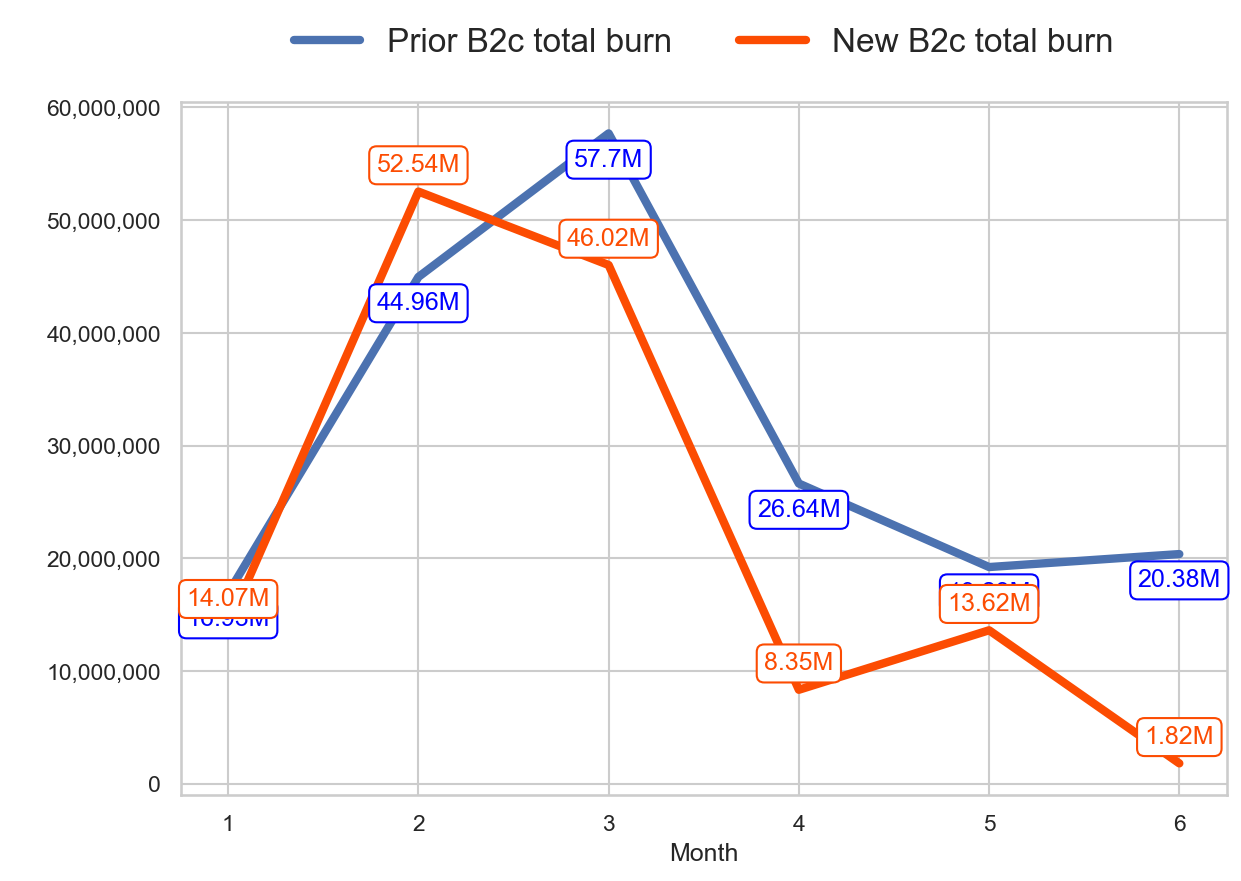 Prior B2c total burn New B2c total burn
60,000,000
50,000,000
40,000,000
30,000,000
20,000,000
10,000,000
0
52.54M
57.7M
46.02M
44.96M
26.64M
20.38M
14.07M
13.62M
8.35M
1.82M
1 2 3 4 5 6
Month